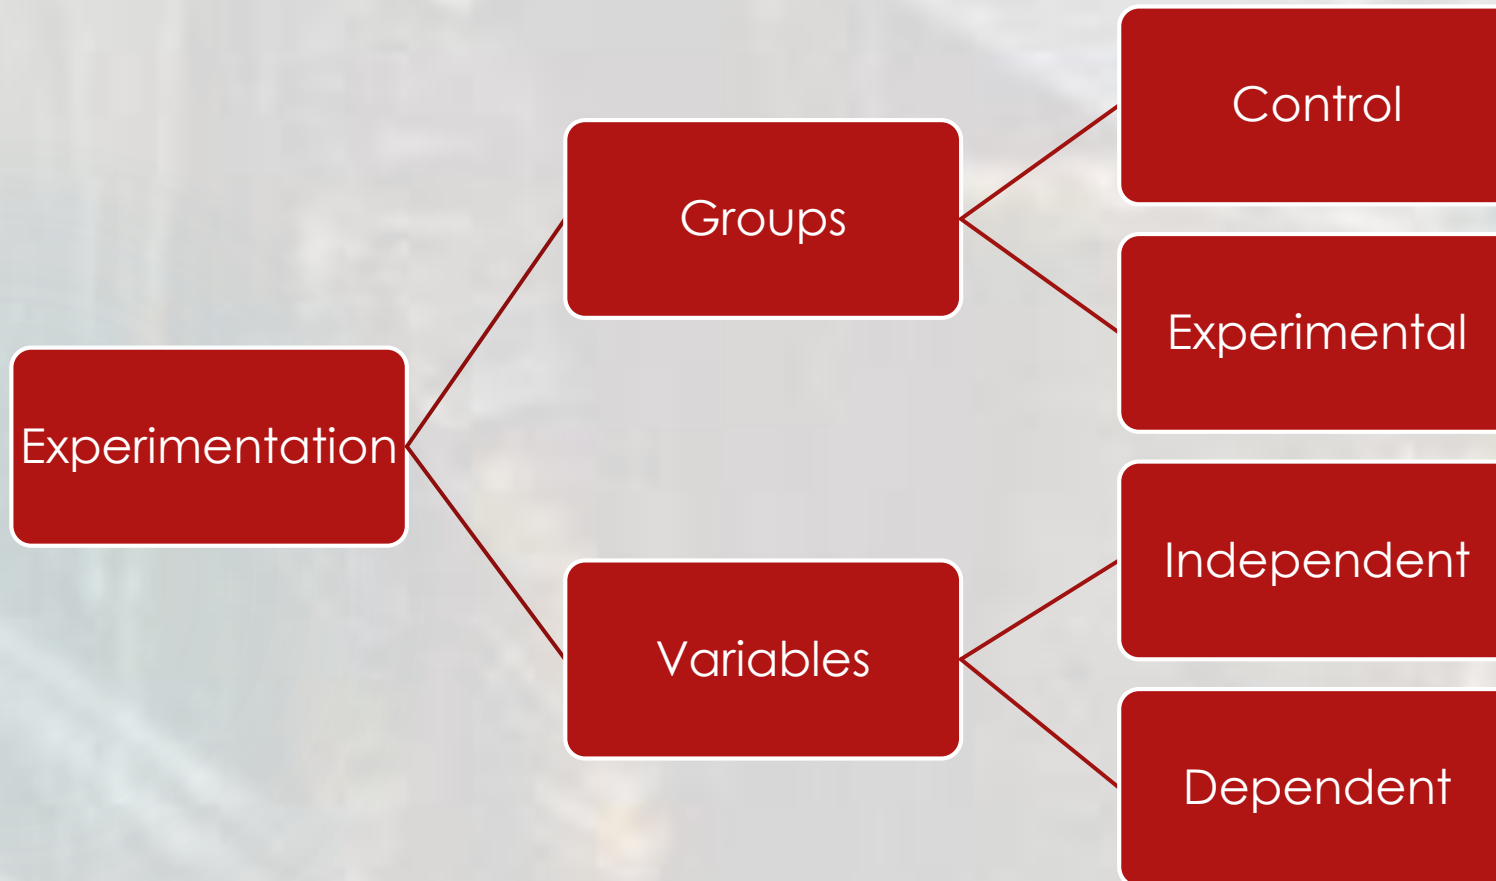 Experimentation
Groups
Control
Experimental
Variables
Independent
Dependent